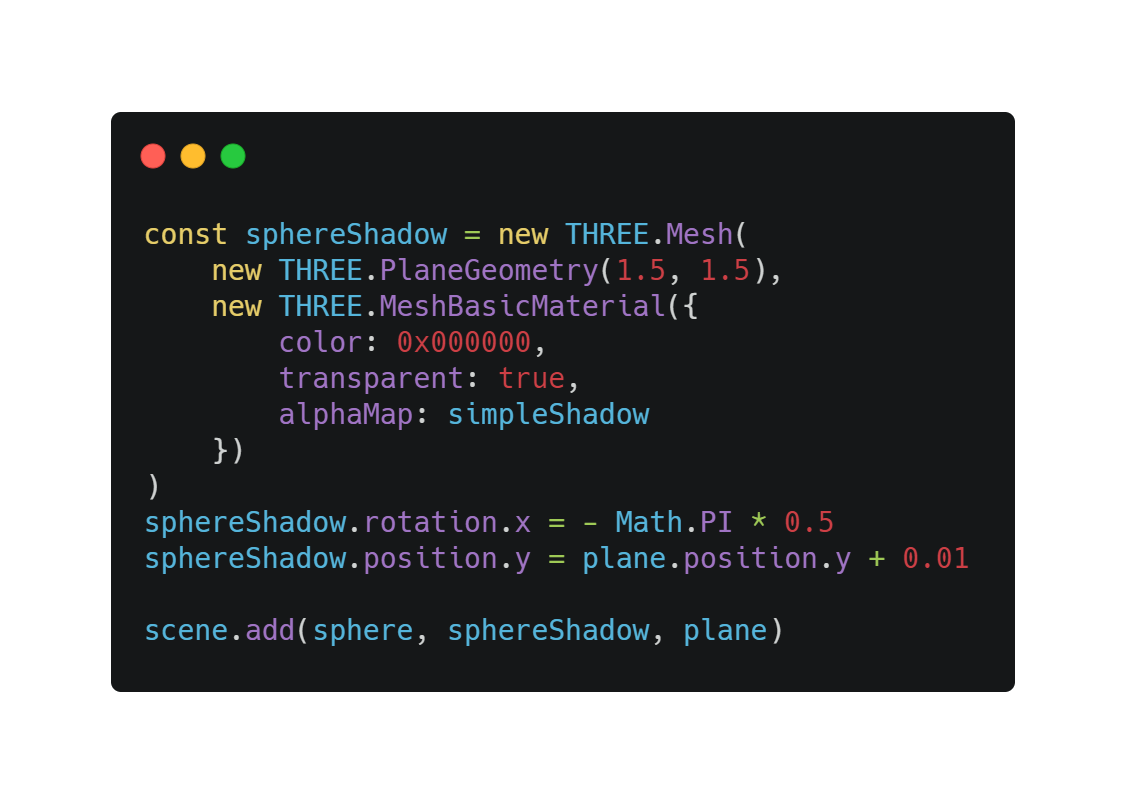 const sphereShadow = new THREE.Mesh(
    new THREE.PlaneGeometry(1.5, 1.5),
    new THREE.MeshBasicMaterial({
        color: 0x000000,
        transparent: true,
        alphaMap: simpleShadow
    })
)
sphereShadow.rotation.x = - Math.PI * 0.5
sphereShadow.position.y = plane.position.y + 0.01

scene.add(sphere, sphereShadow, plane)